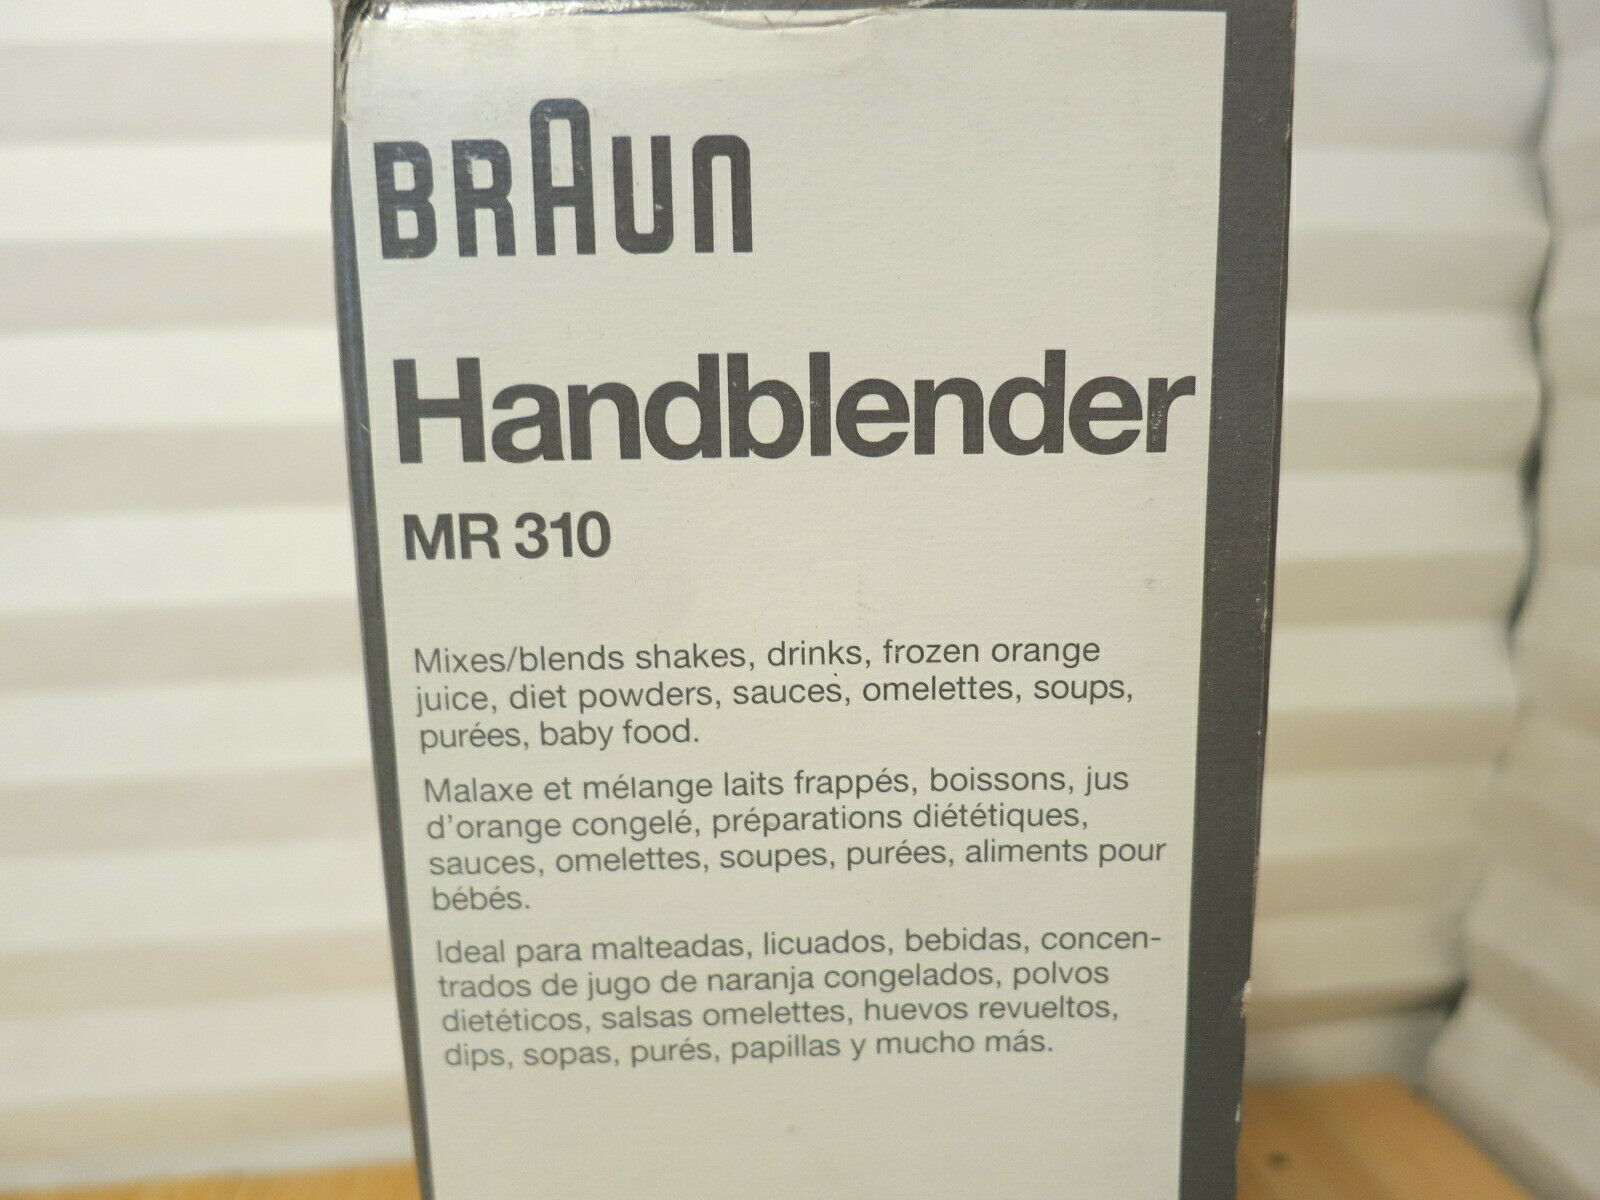 BRAUN
Handblender
MR 310
Mixes/blends shakes, drinks, frozen orange
juice, diet powders, sauces, omelettes, soups,
purées, baby food.
Malaxe et mélange laits frappés, boissons, jus
d'orange congelé, préparations diététiques,
sauces, omelettes, soupes, purées, aliments pour
bébés.
Ideal para malteadas, licuados, bebidas, concen-
trados de jugo de naranja congelados, polvos
dietéticos, salsas omelettes, huevos revueltos,
dips, sopas, purés, papillas y mucho más.